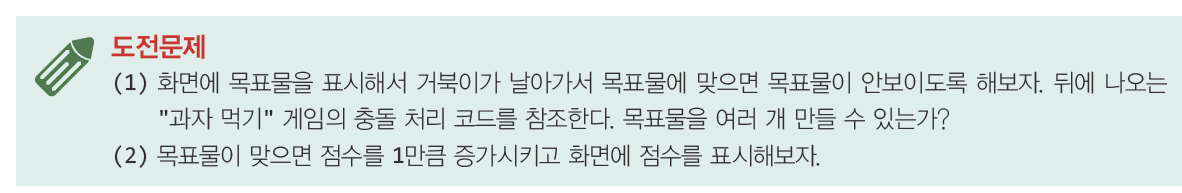 도전문제
(1) 화면에 목표물을 표시해서 거북이가 날아가서 목표물에 맞으면 목표물이 안보이도록 해보자. 뒤에 나오는
"과자 먹기" 게임의 충돌 처리 코드를 참조한다. 목표물을 여러 개 만들 수 있는가?
(2) 목표물이 맞으면 점수를 1만큼 증가시키고 화면에 점수를 표시해보자.